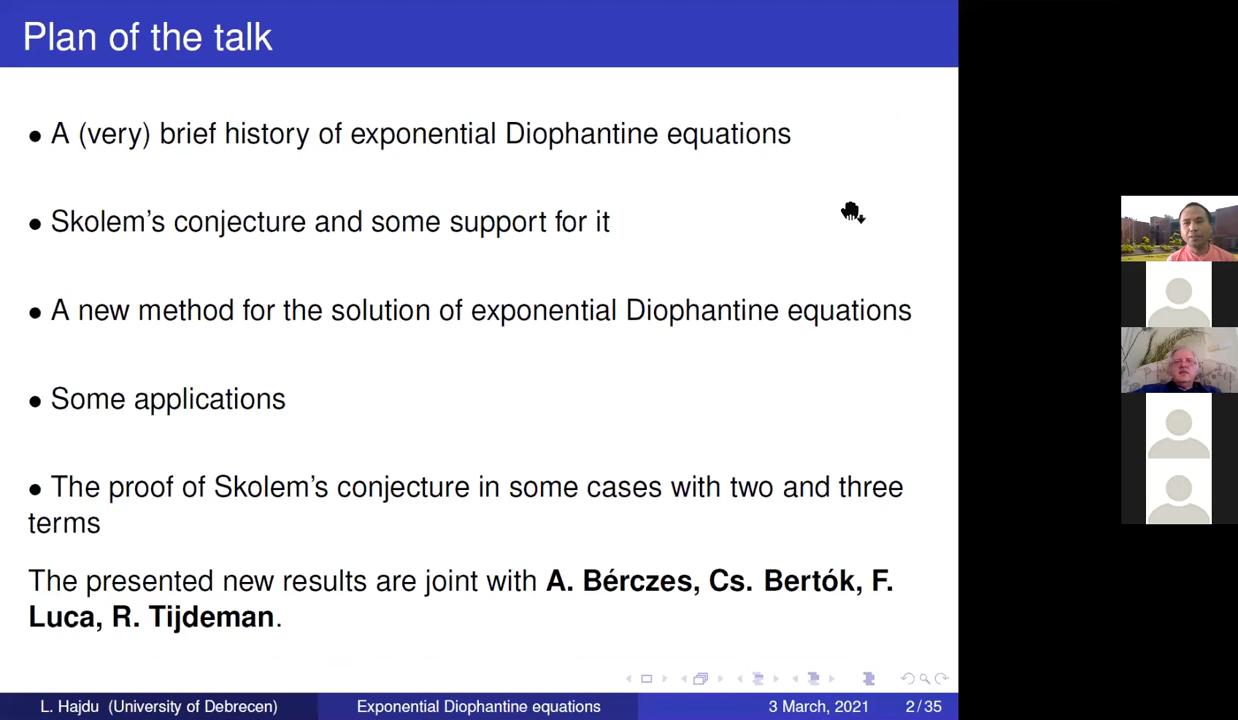 Plan of the talk
• A (very) brief history of exponential Diophantine equations
• Skolem's conjecture and some support for it
• A new method for the solution of exponential Diophantine equations
• Some applications
• The proof of Skolem's conjecture in some cases with two and three
terms
The presented new results are joint with A. Bérczes, Cs. Bertók, F.
Luca, R. Tijdeman.
L. Hajdu (University of Debrecen) Exponential Diophantine equations 3 March, 2021 2/35